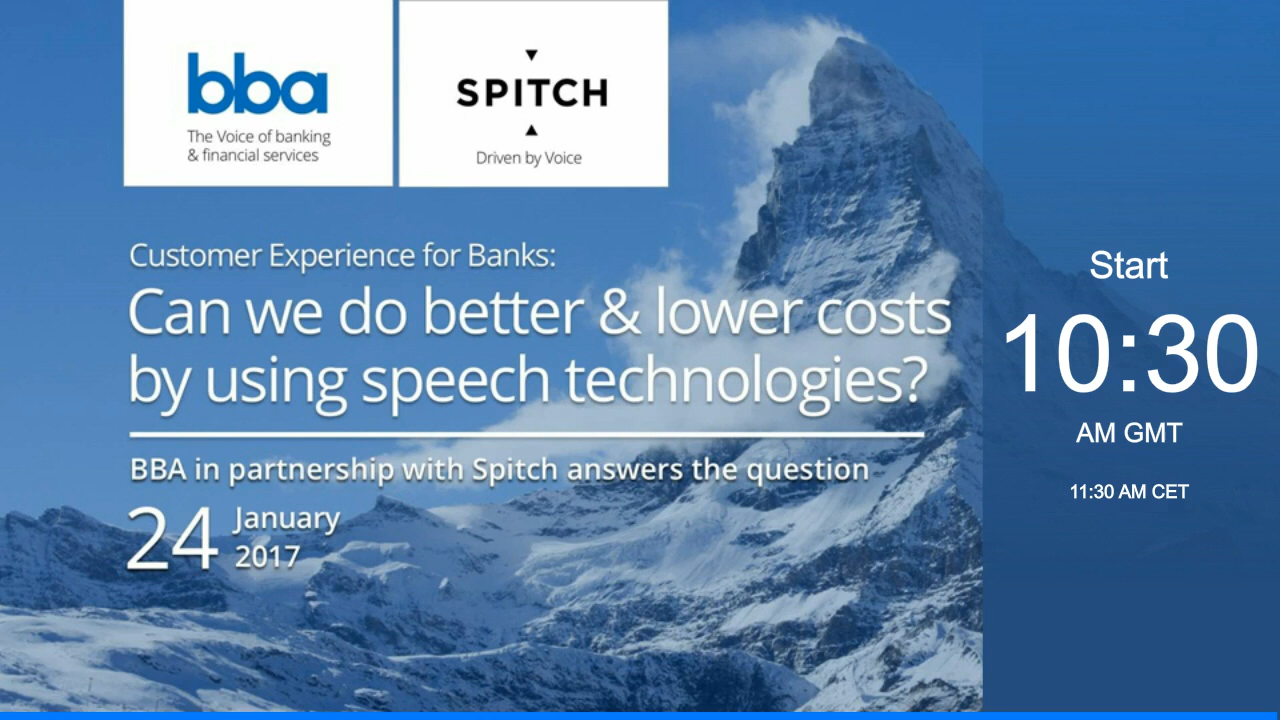 bba
The Voice of banking
& financial services
SPITCH
Driven by Voice
Customer Experience for Banks:
Can we do better & lower costs
by using speech technologies?
BBA in partnership with Spitch answers the question
24 January
2017
Start
10:30
AM GMT
11:30 AM CET